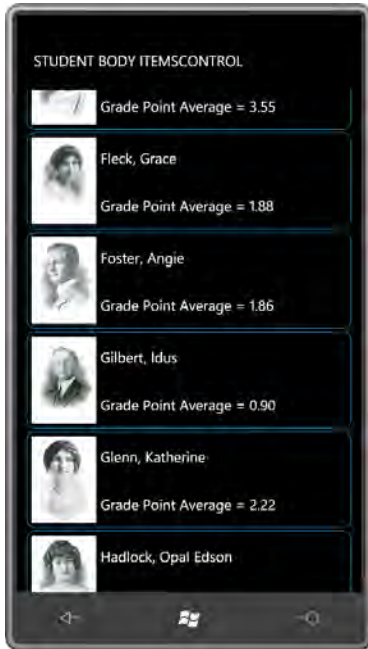 STUDENT BODY ITEMSCONTROL
Grade Point Average = 3.55
Fleck, Grace
Grade Point Average = 1.88
Foster, Angie
Grade Point Average = 1.86
Gilbert, Idus
Grade Point Average = 0.90
Glenn, Katherine
Grade Point Average = 2.22
Hadlock, Opal Edson